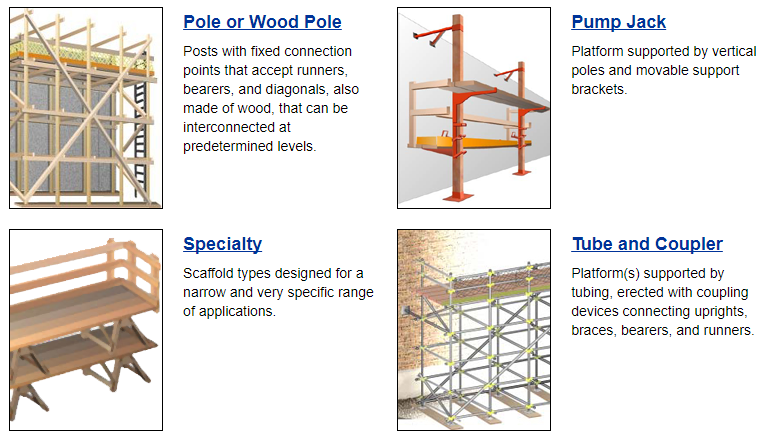 Pole or Wood Pole
Posts with fixed connection
points that accept runners,
bearers, and diagonals, also
made of wood, that can be
interconnected at
predetermined levels.
Pump Jack
Platform supported by vertical
poles and movable support
brackets.
Specialty
Scaffold types designed for a
narrow and very specific range
of applications.
Tube and Coupler
Platform(s) supported by
tubing, erected with coupling
devices connecting uprights,
braces, bearers, and runners.